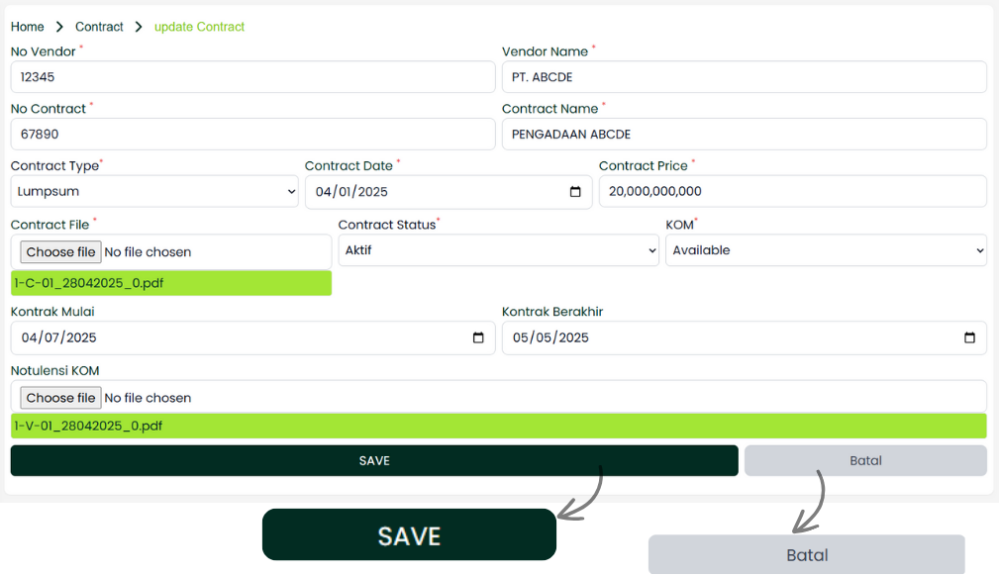 Home > Contract > update Contract
No Vendor * Vendor Name *
12345 PT. ABCDE
No Contract * Contract Name *
67890 PENGADAAN ABCDE
Contract Type* Contract Date * Contract Price *
Lumpsum 04/01/2025 20,000,000,000
Contract File * Contract Status* KOM*
Choose file No file chosen Aktif Available
1-C-01_28042025_0.pdf
Kontrak Mulai Kontrak Berakhir
04/07/2025 05/05/2025
Notulensi KOM
Choose file No file chosen
1-V-01_28042025_0.pdf
SAVE Batal
SAVE
Batal